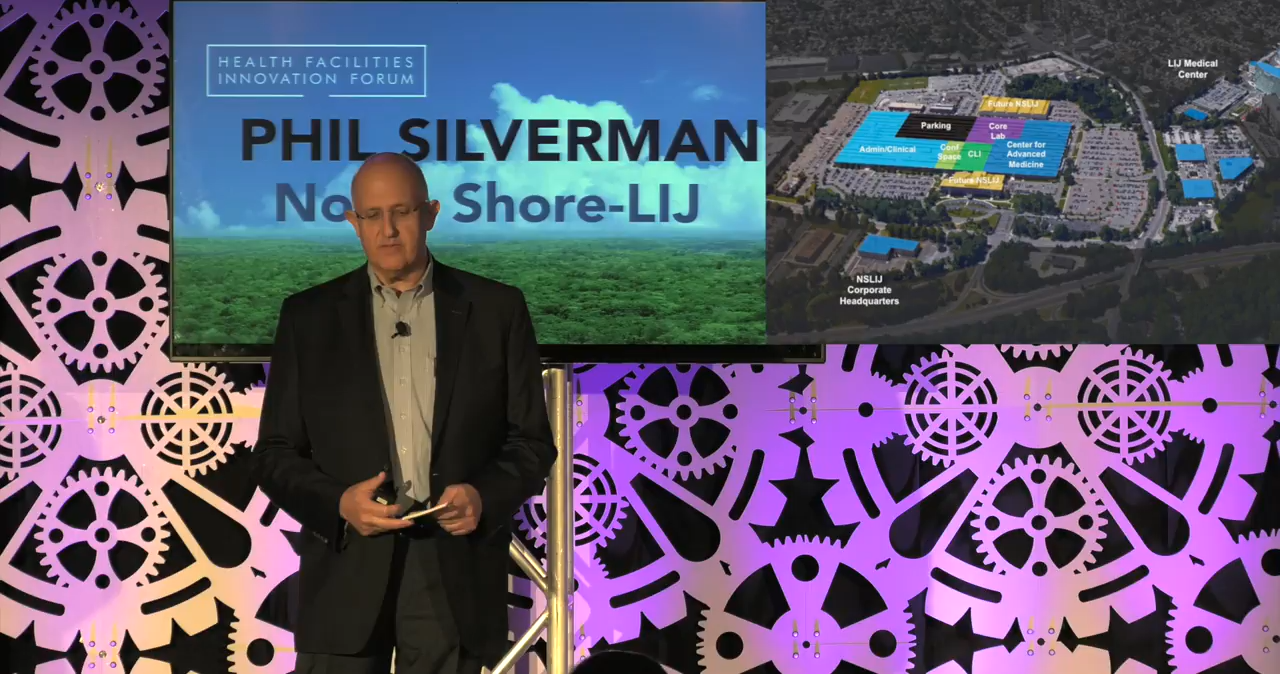 HEALTH FACILITIES
INNOVATION FORUM
PHIL SILVERMAN
No Shore-LIJ
LIJ Medical
Center
Future NSLIJ
Parking
Core
Lab
Admin/Clinical
Conf
Space
CLI
Center for
Advanced
Medicine
Future NSLIJ
NSLIJ
Corporate
Headquarters